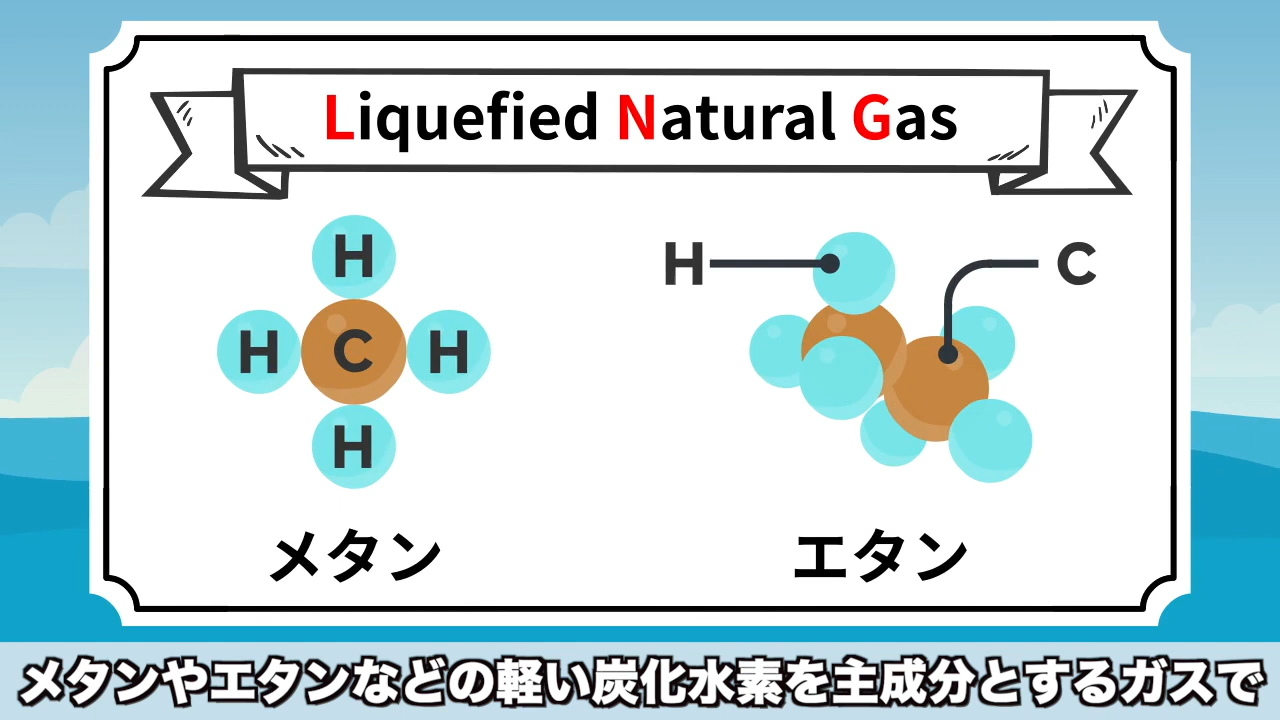 Liquefied Natural Gas
H
H C H
H
H
C
メタン
エタン
メタンやエタンなどの軽い炭化水素を主成分とするガスで